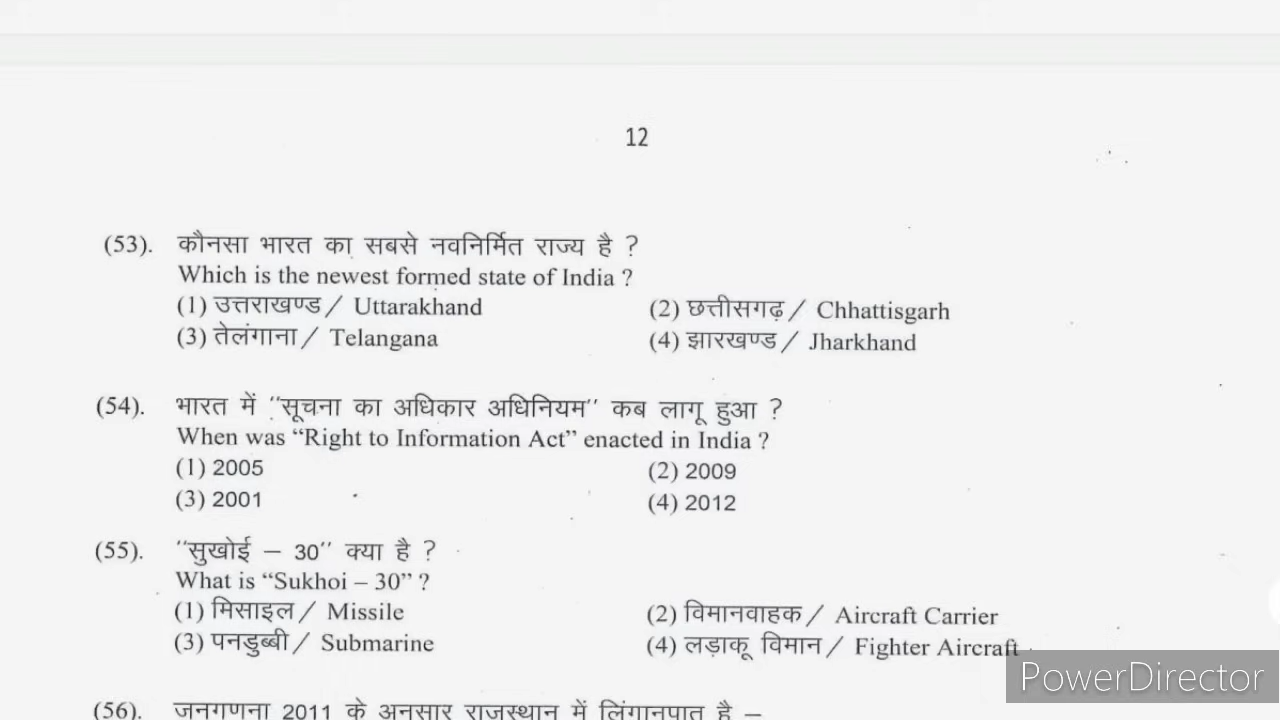 12
(53). कौनसा भारत का सबसे नवनिर्मित राज्य है ?
Which is the newest formed state of India ?
(1) उत्तराखण्ड / Uttarakhand (2) छत्तीसगढ़ / Chhattisgarh
(3) तेलंगाना / Telangana (4) झारखण्ड / Jharkhand
(54). भारत में "सूचना का अधिकार अधिनियम" कब लागू हुआ ?
When was “Right to Information Act” enacted in India ?
(1) 2005 (2) 2009
(3) 2001 (4) 2012
(55). "सुखोई – 30" क्या है ?
What is “Sukhoi – 30” ?
(1) मिसाइल / Missile (2) विमानवाहक / Aircraft Carrier
(3) पनडुब्बी / Submarine (4) लड़ाकू विमान / Fighter Aircraft
PowerDirector
(56). जनगणना 2011 के अनुसार राजस्थान में लिंगानुपात है –